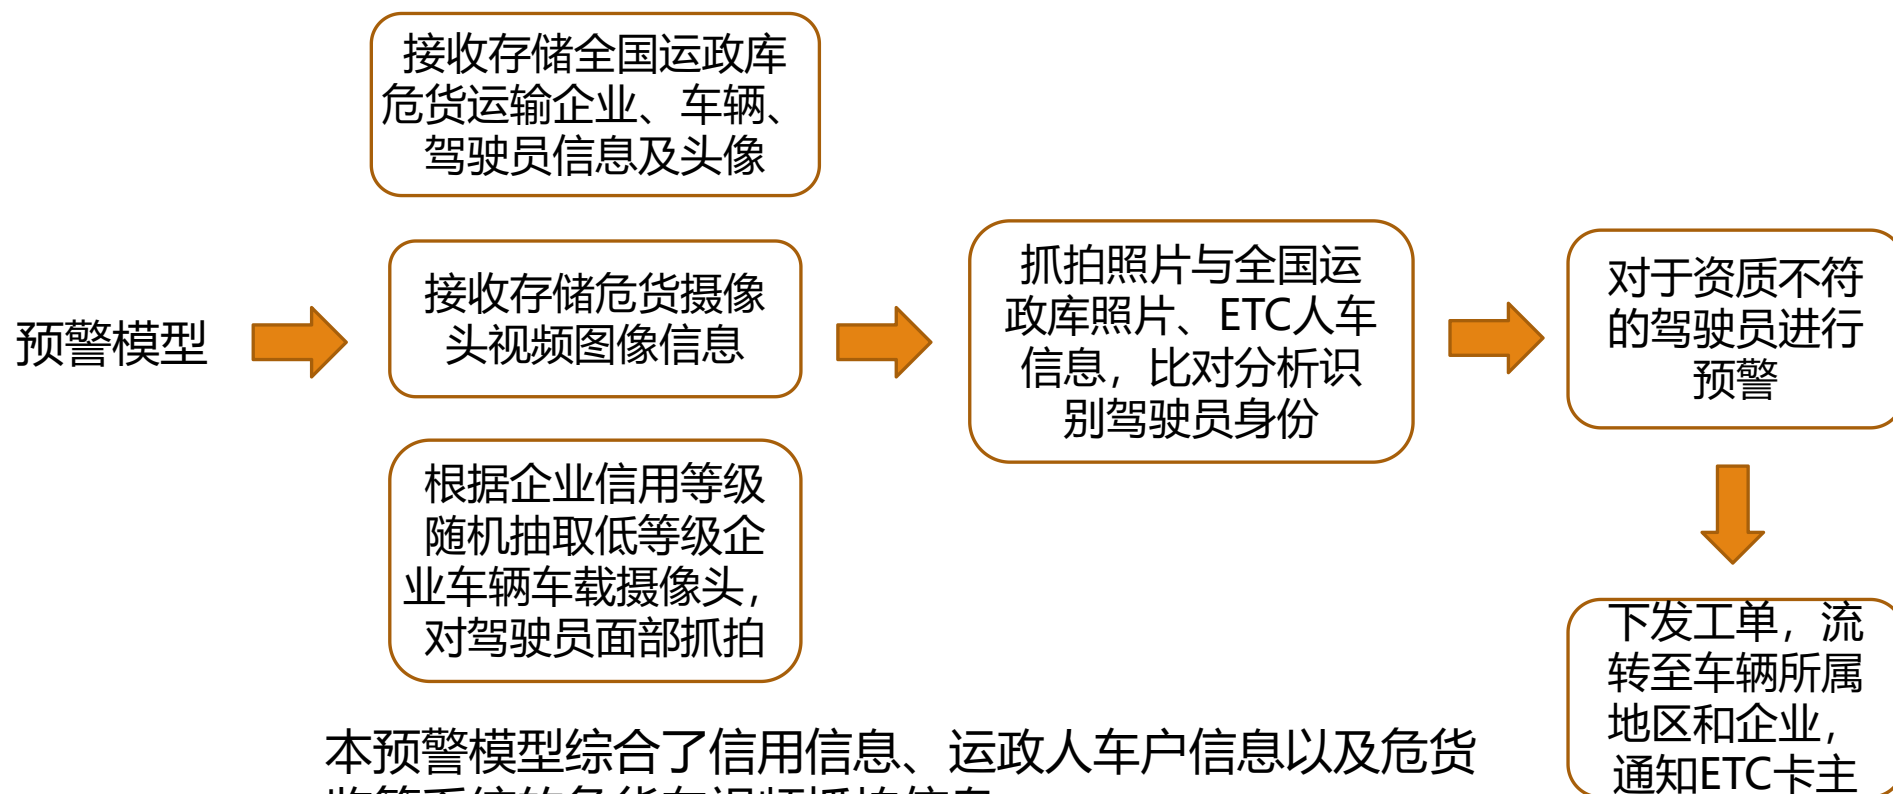 接收存储全国运政库
危货运输企业、车辆、
驾驶员信息及头像
预警模型
接收存储危货摄像
头视频图像信息
根据企业信用等级
随机抽取低等级企
业车辆车载摄像头，
对驾驶员面部抓拍
抓拍照片与全国运
政库照片、ETC人车
信息，比对分析识
别驾驶员身份
对于资质不符
的驾驶员进行
预警
下发工单，流
转至车辆所属
地区和企业，
通知ETC卡主
本预警模型综合了信用信息、运政人车户信息以及危货